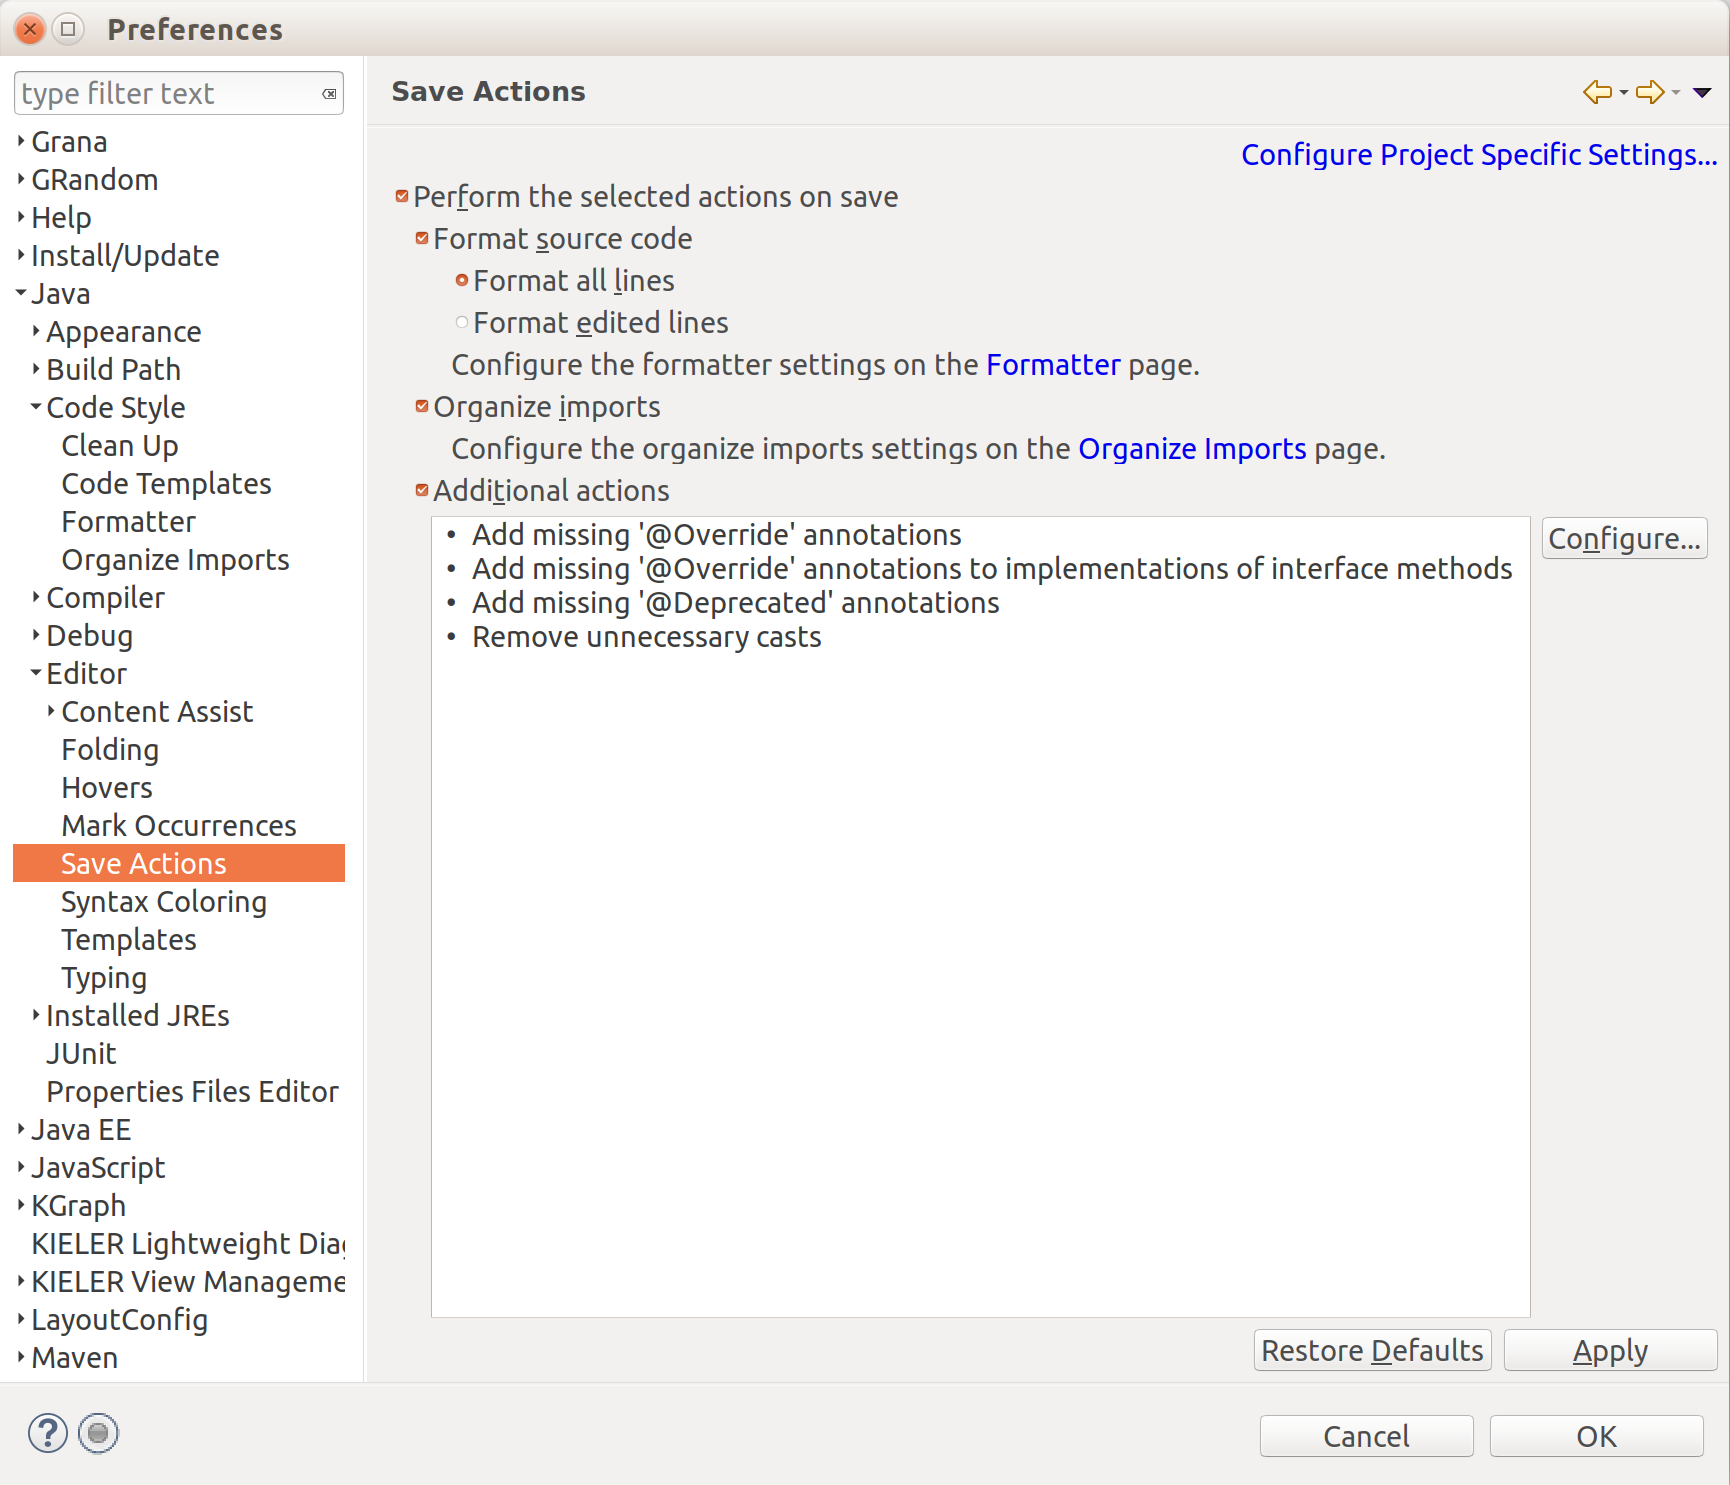 Preferences
type filter text
Grana
GRandom
Help
Install/Update
Java
Appearance
Build Path
Code Style
Clean Up
Code Templates
Formatter
Organize Imports
Compiler
Debug
Editor
Content Assist
Folding
Hovers
Mark Occurrences
Save Actions
Syntax Coloring
Templates
Typing
Installed JREs
JUnit
Properties Files Editor
Java EE
JavaScript
KGraph
KIELER Lightweight Diag
KIELER View Manageme
LayoutConfig
Maven
Save Actions
Configure Project Specific Settings...
Perform the selected actions on save
Format source code
Format all lines
Format edited lines
Configure the formatter settings on the Formatter page.
Organize imports
Configure the organize imports settings on the Organize Imports page.
Additional actions
• Add missing '@Override' annotations
• Add missing '@Override' annotations to implementations of interface methods
• Add missing '@Deprecated' annotations
• Remove unnecessary casts
Configure...
Restore Defaults
Apply
?
Cancel
OK